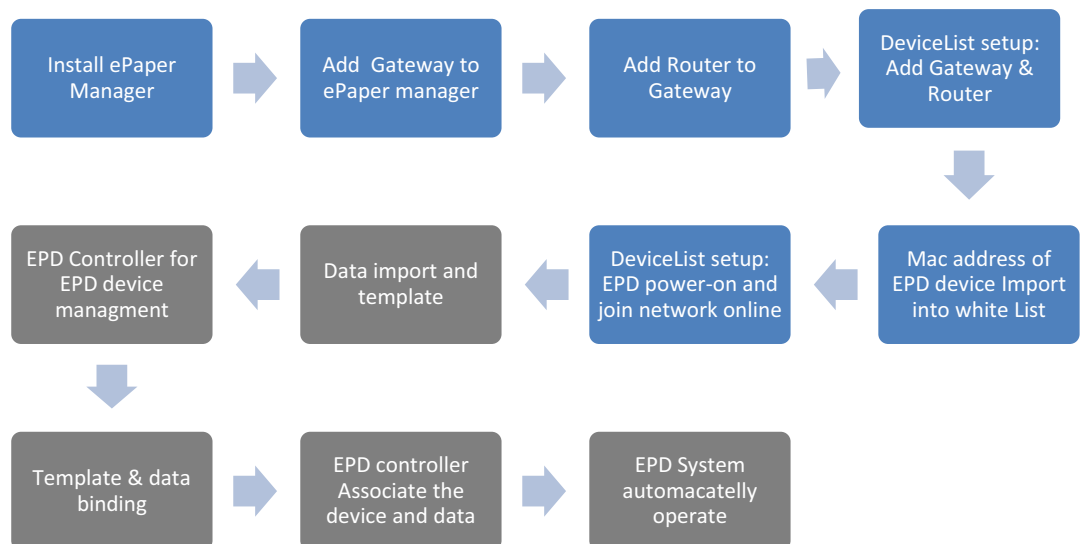 Install ePaper
Manager
Add Gateway to
ePaper manager
Add Router to
Gateway
DeviceList setup:
Add Gateway &
Router
Mac address of
EPD device Import
into white List
DeviceList setup:
EPD power-on and
join network online
Data import and
template
EPD Controller for
EPD device
managment
Template & data
binding
EPD controller
Associate the
device and data
EPD System
automacatelly
operate